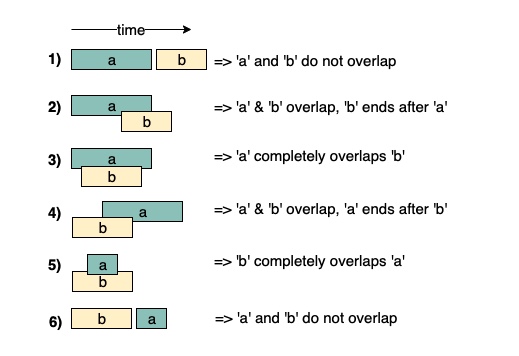 time
1) a b => 'a' and 'b' do not overlap
2) a b => 'a' & 'b' overlap, 'b' ends after 'a'
3) a b => 'a' completely overlaps 'b'
4) a b => 'a' & 'b' overlap, 'a' ends after 'b'
5) a b => 'b' completely overlaps 'a'
6) b a => 'a' and 'b' do not overlap